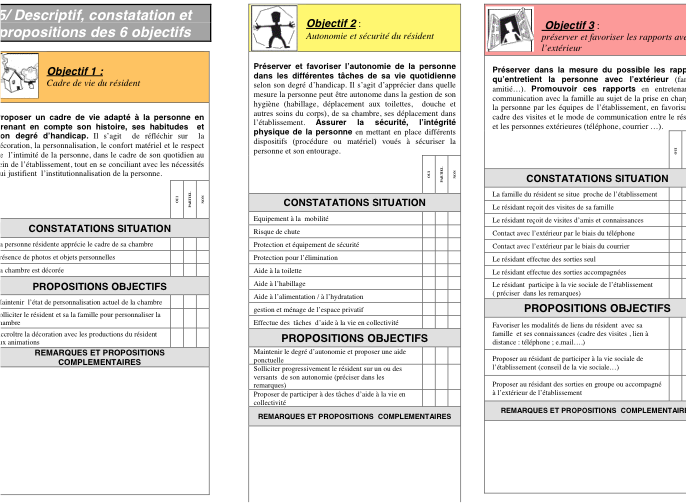 5/ Descriptif, constatation et
propositions des 6 objectifs
Objectif 1 :
Cadre de vie du résident
roposer un cadre de vie adapté à la personne en
renant en compte son histoire, ses habitudes et
on degré d'handicap. Il s'agit de réfléchir sur la
écoration, la personnalisation, le confort matériel et le respect
e l'intimité de la personne, dans le cadre de son quotidien au
ein de l'établissement, tout en se conciliant avec les nécessités
ui justifient l'institutionnalisation de la personne.
OUI PARTIEL NON
CONSTATATIONS SITUATION
a personne résidente apprécie le cadre de sa chambre
résence de photos et objets personnels
a chambre est décorée
PROPOSITIONS OBJECTIFS
aintenir l'état de personnalisation actuel de la chambre
olliciter le résident et sa famille pour personnaliser la
hambre
ccroître la décoration avec les productions du résident
ux animations
REMARQUES ET PROPOSITIONS
COMPLEMENTAIRES
Objectif 2 :
Autonomie et sécurité du résident
Préserver et favoriser l'autonomie de la personne
dans les différentes tâches de sa vie quotidienne
selon son degré d'handicap. Il s'agit d'apprécier dans quelle
mesure la personne peut être autonome dans la gestion de son
hygiène (habillage, déplacement aux toilettes, douche et
autres soins du corps), de sa chambre, ses déplacement dans
l'établissement. Assurer la sécurité, l'intégrité
physique de la personne en mettant en place différents
dispositifs (procédure ou matériel) voués à sécuriser la
personne et son entourage.
OUI PARTIEL NON
CONSTATATIONS SITUATION
Equipement à la mobilité
Risque de chute
Protection et équipement de sécurité
Protection pour l'élimination
Aide à la toilette
Aide à l'habillage
Aide à l'alimentation / à l'hydratation
gestion et ménage de l'espace privatif
Effectue des tâches d'aide à la vie en collectivité
PROPOSITIONS OBJECTIFS
Maintenir le degré d'autonomie et proposer une aide
ponctuelle
Solliciter progressivement le résident sur un ou des
versants de son autonomie (préciser dans les
remarques)
Proposer de participer à des tâches d'aide à la vie en
collectivité
REMARQUES ET PROPOSITIONS COMPLEMENTAIRES
Objectif 3 :
préserver et favoriser les rapports ave
l'extérieur
Préserver dans la mesure du possible les rapp
qu'entretient la personne avec l'extérieur (fam
amitié…). Promouvoir ces rapports en entretena
communication avec la famille au sujet de la prise en charg
la personne par les équipes de l'établissement, en favorisa
cadre des visites et le mode de communication entre le rés
et les personnes extérieures (téléphone, courrier …).
OUI
CONSTATATIONS SITUATION
La famille du résident se situe proche de l'établissement
Le résidant reçoit des visites de sa famille
Le résidant reçoit de visites d'amis et connaissances
Contact avec l'extérieur par le biais du téléphone
Contact avec l'extérieur par le biais du courrier
Le résidant effectue des sorties seul
Le résidant effectue des sorties accompagnées
Le résidant participe à la vie sociale de l'établissement
( préciser dans les remarques)
PROPOSITIONS OBJECTIFS
Favoriser les modalités de liens du résident avec sa
famille et ses connaissances (cadre des visites , lien à
distance : téléphone ; e.mail….)
Proposer au résidant de participer à la vie sociale de
l'établissement (conseil de la vie sociale…)
Proposer au résidant des sorties en groupe ou accompagné
à l'extérieur de l'établissement
REMARQUES ET PROPOSITIONS COMPLEMENTAIRE